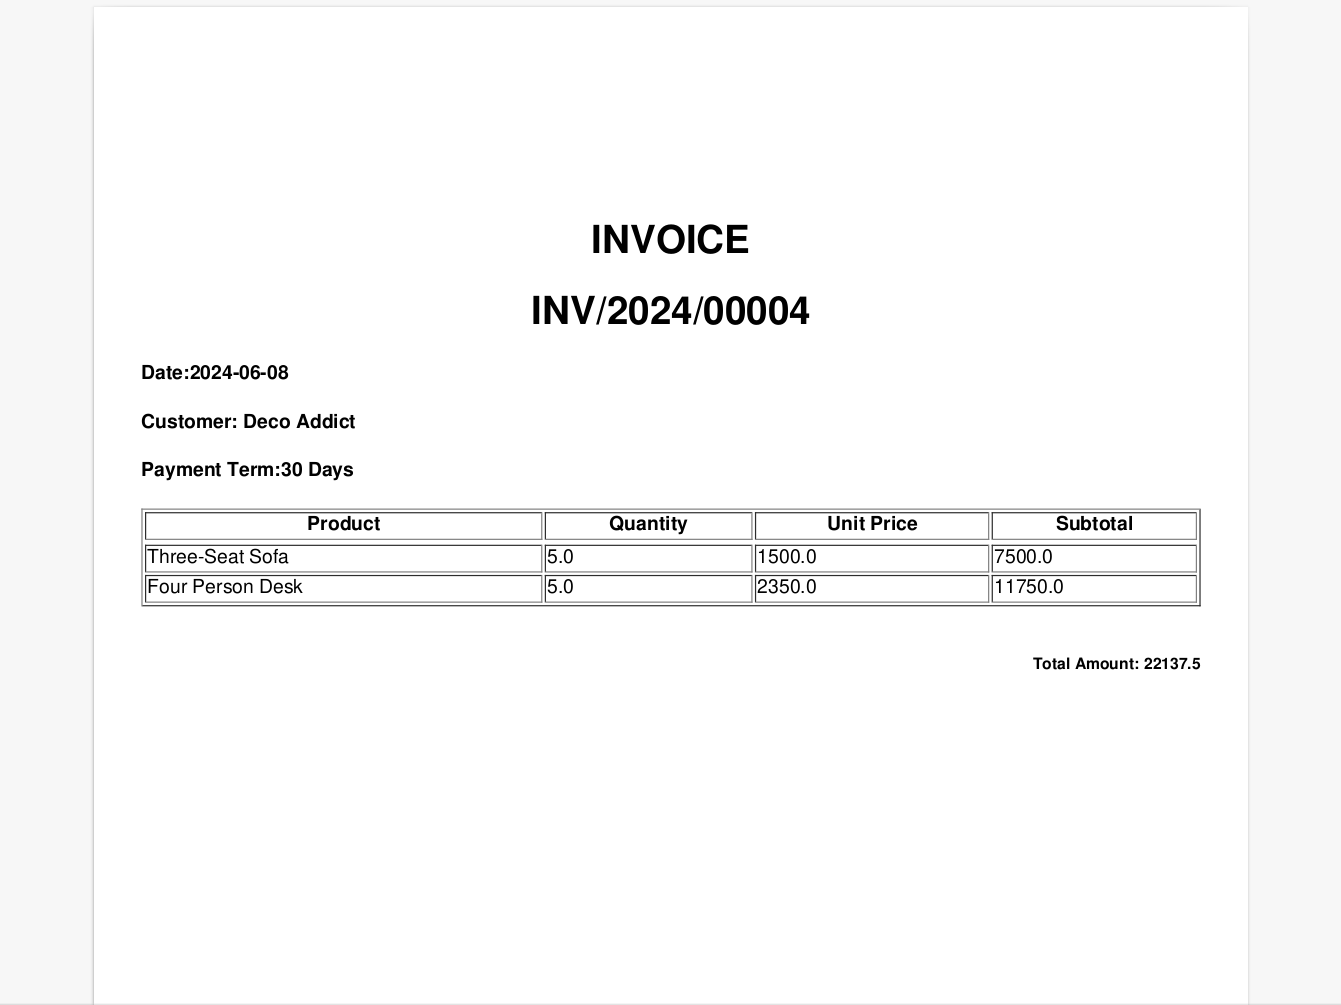 INVOICE
INV/2024/00004
Date:2024-06-08
Customer: Deco Addict
Payment Term:30 Days
Product Quantity Unit Price Subtotal
Three-Seat Sofa 5.0 1500.0 7500.0
Four Person Desk 5.0 2350.0 11750.0
Total Amount: 22137.5